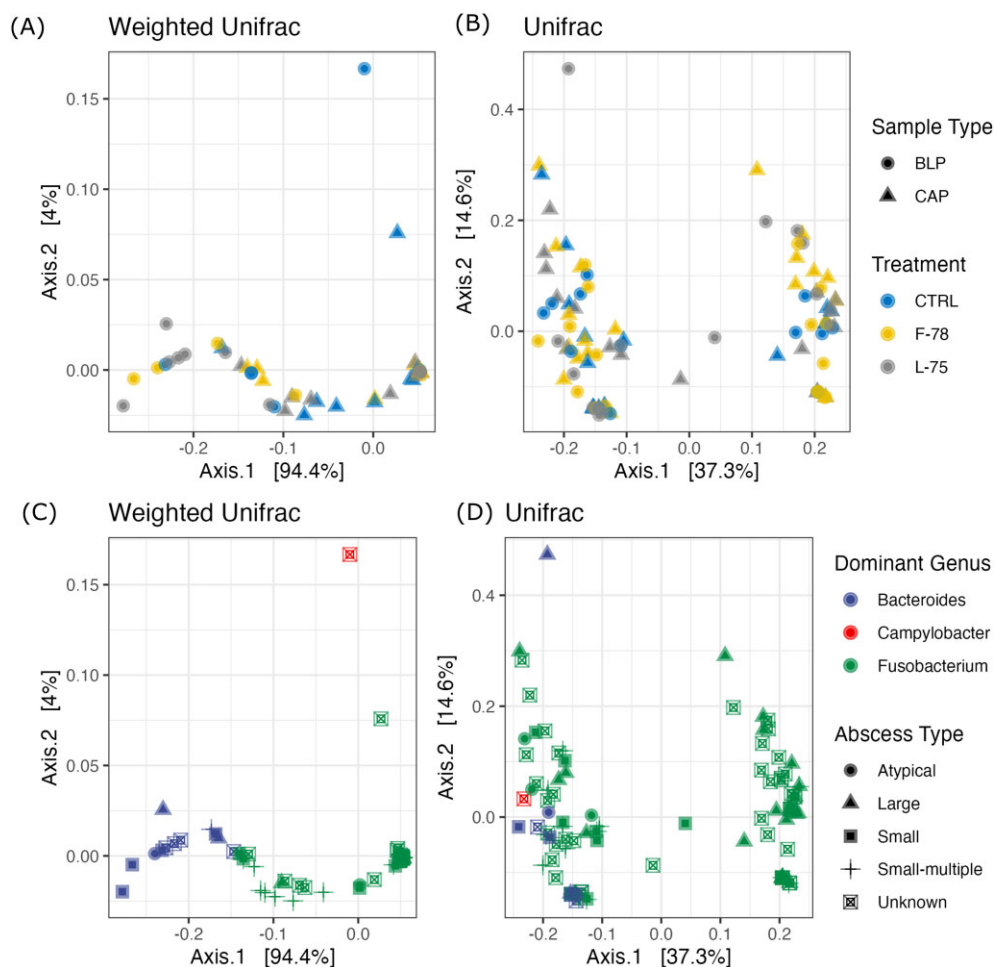 (A)
Weighted Unifrac
0.15
0.10
0.05
0.00
Axis.2 [4%]
-0.2
-0.1
0.0
Axis.1 [94.4%]
(B)
Unifrac
0.4
0.2
0.0
Axis.2 [14.6%]
-0.2
-0.1
0.0
0.1
0.2
Axis.1 [37.3%]
Sample Type
BLP
CAP
Treatment
CTRL
F-78
L-75
(C)
Weighted Unifrac
0.15
0.10
0.05
0.00
Axis.2 [4%]
-0.2
-0.1
0.0
Axis.1 [94.4%]
(D)
Unifrac
0.4
0.2
0.0
Axis.2 [14.6%]
-0.2
-0.1
0.0
0.1
0.2
Axis.1 [37.3%]
Dominant Genus
Bacteroides
Campylobacter
Fusobacterium
Abscess Type
Atypical
Large
Small
Small-multiple
Unknown